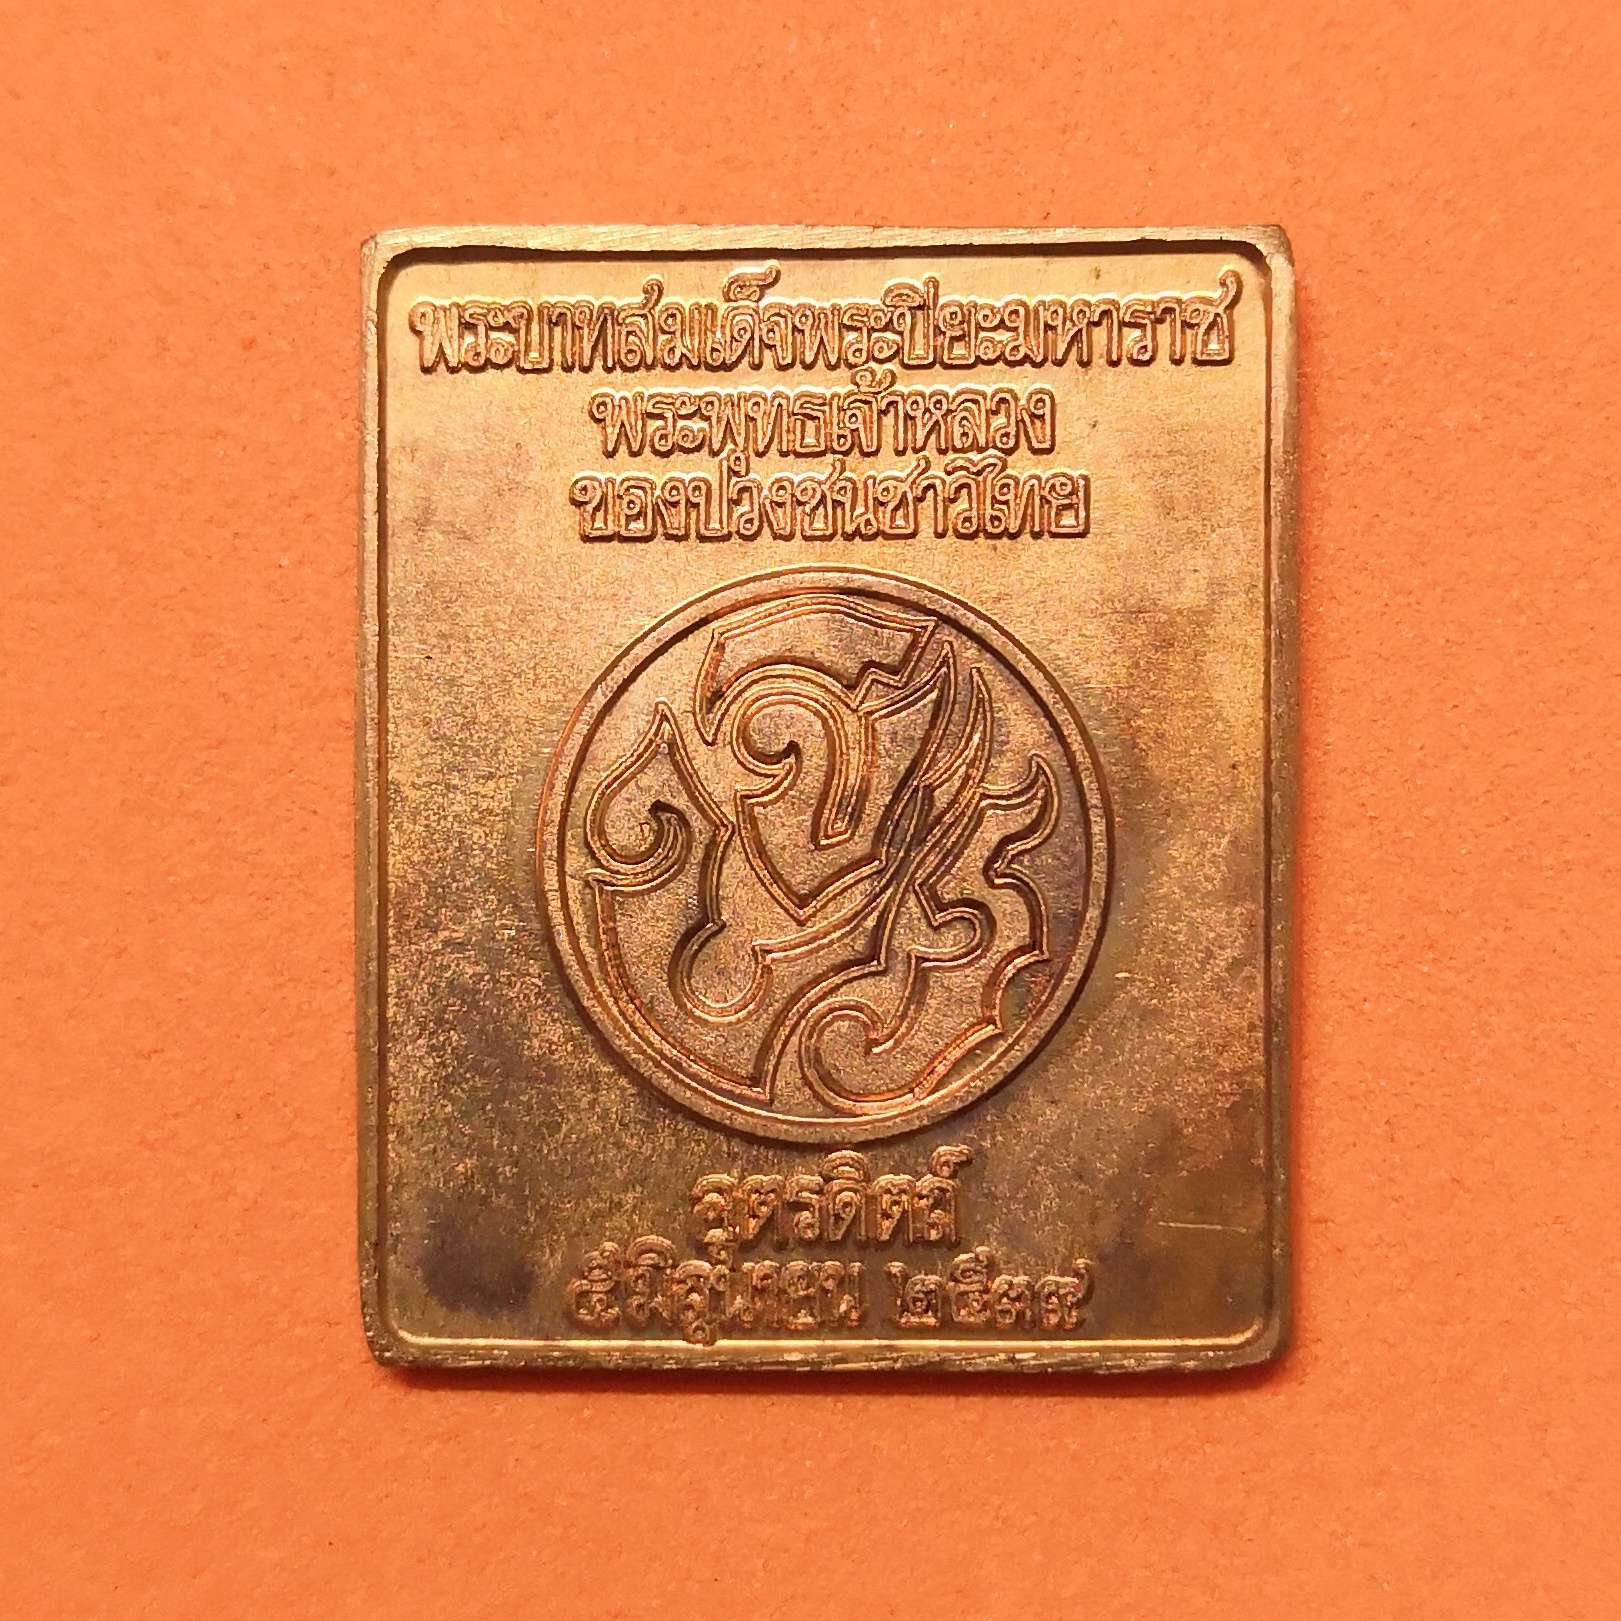 พระบาทสมเด็จพระปิยะมหาราช
พระพุทธเจ้าหลวง
ของปวงชนชาวไทย
อุตรดิตถ์
๕ มิถุนายน ๒๕๓๙